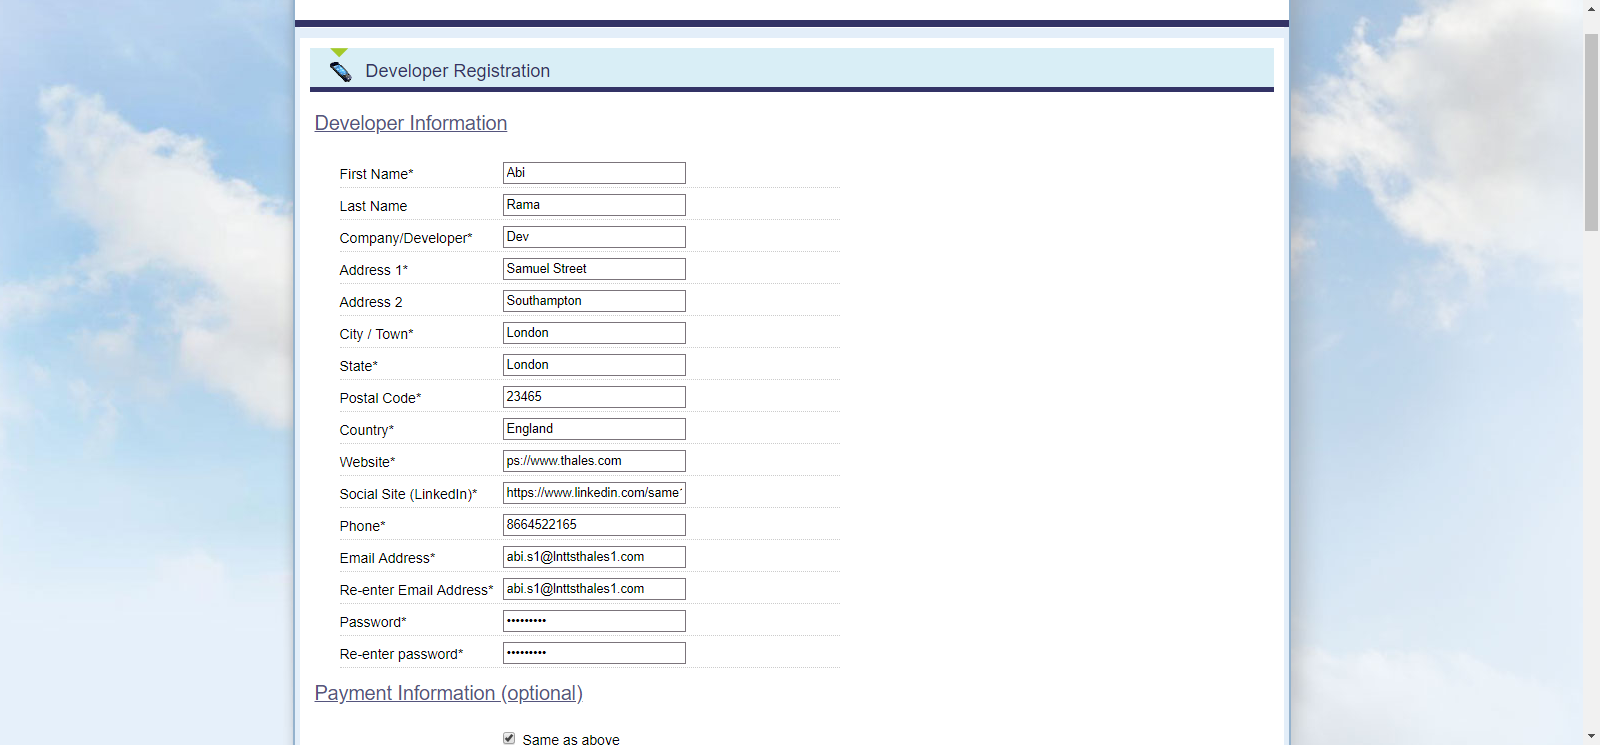 Developer Registration
Developer Information
First Name* Abi
Last Name Rama
Company/Developer* Dev
Address 1* Samuel Street
Address 2 Southampton
City / Town* London
State* London
Postal Code* 23465
Country* England
Website* ps://www.thales.com
Social Site (LinkedIn)* https://www.linkedin.com/same
Phone* 8664522165
Email Address* abi.s1@lnttsthales1.com
Re-enter Email Address* abi.s1@lnttsthales1.com
Password* •••••••••
Re-enter password* •••••••••
Payment Information (optional)
Same as above